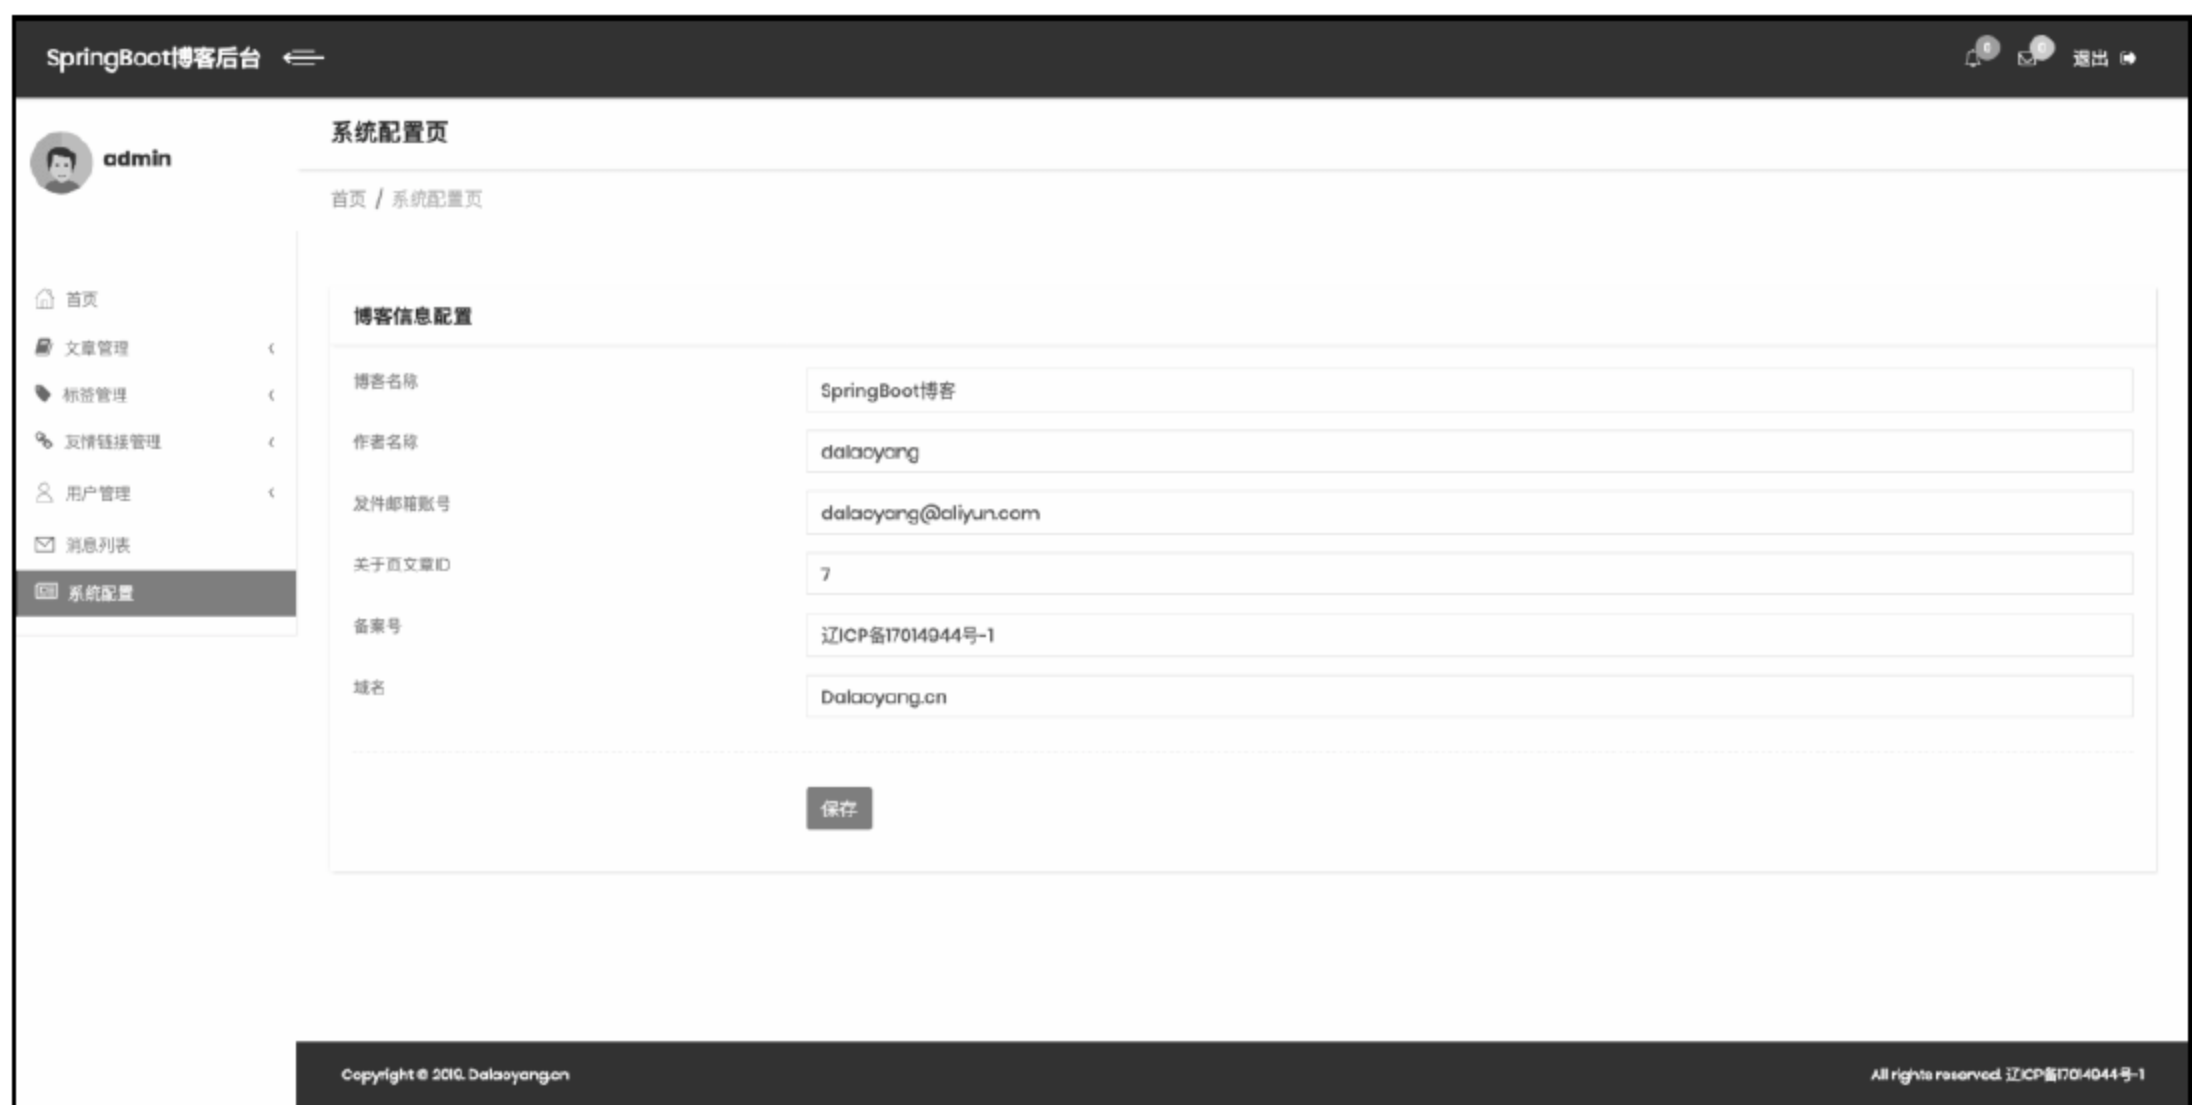 SpringBoot博客后台
0
0
退出
admin
系统配置页
首页 / 系统配置页
首页
文章管理
标签管理
友情链接管理
用户管理
消息列表
系统配置
博客信息配置
博客名称
SpringBoot博客
作者名称
dalaoyang
发件邮箱账号
dalaoyang@aliyun.com
关于页文章ID
7
备案号
辽ICP备17014944号-1
域名
Dalaoyang.cn
保存
Copyright © 2019. Dalaoyang.cn
All rights reserved. 辽ICP备17014944号-1